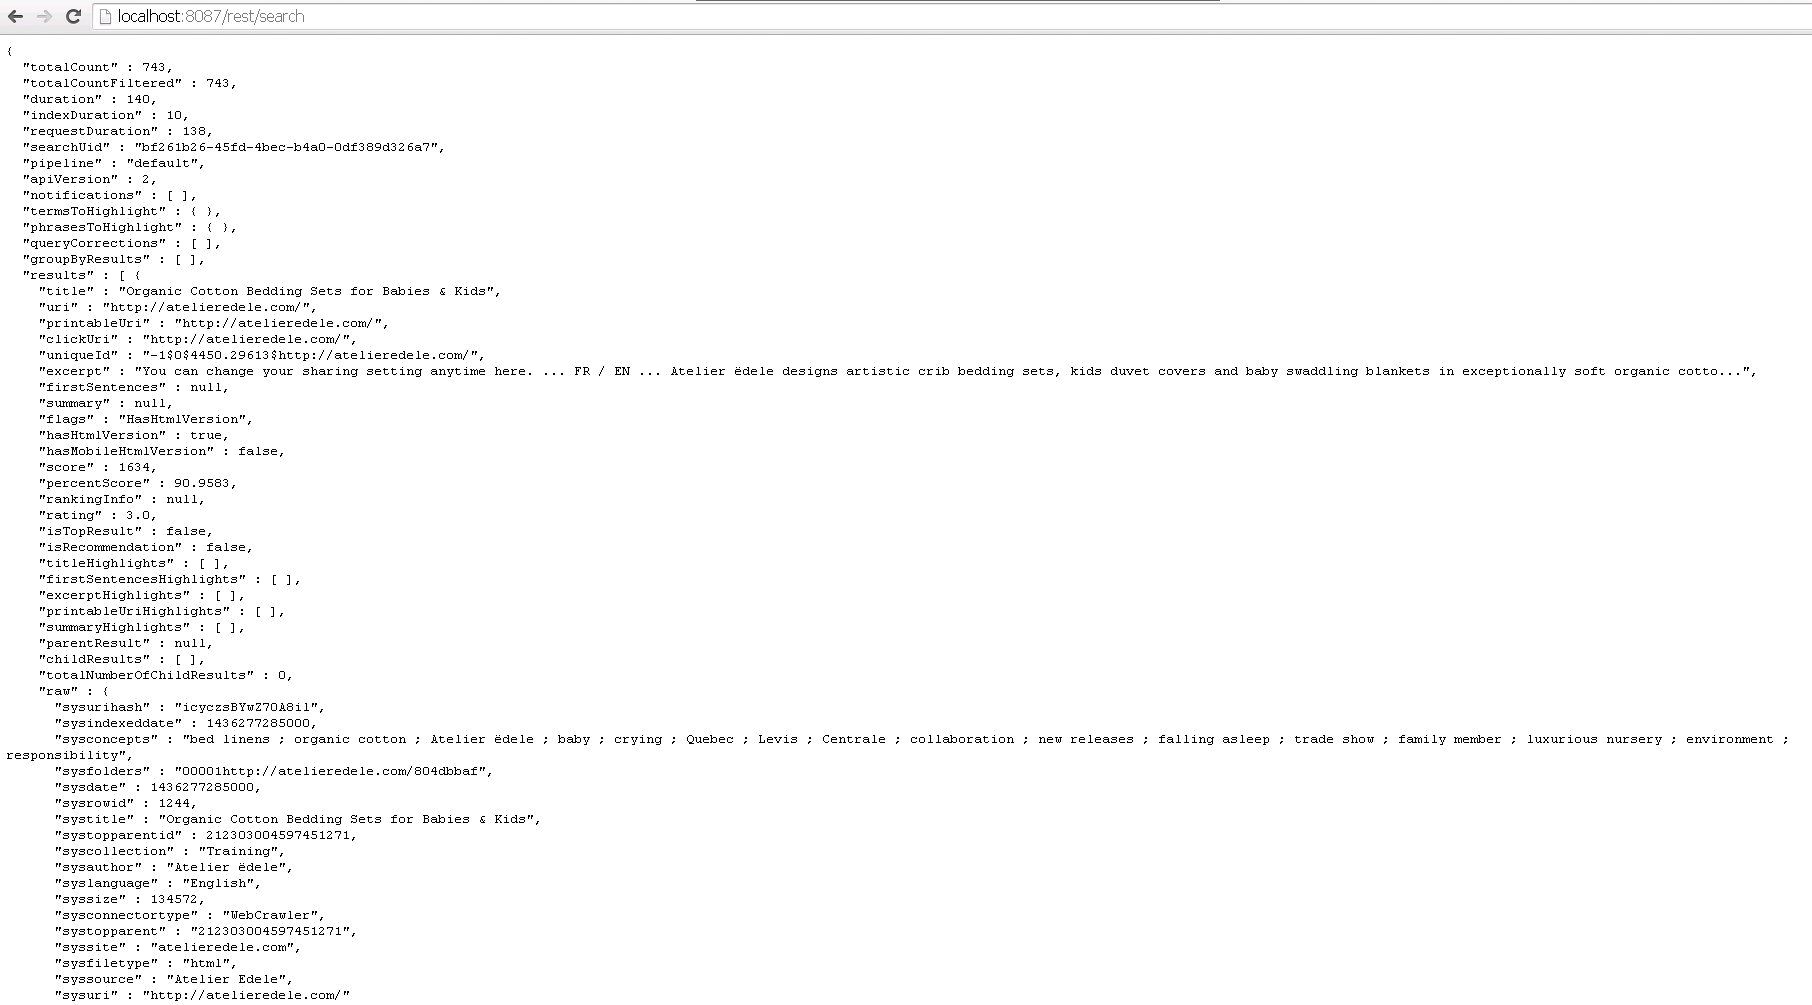 localhost:8087/rest/search
{
"totalCount" : 743,
"totalCountFiltered" : 743,
"duration" : 140,
"indexDuration" : 10,
"requestDuration" : 138,
"searchUid" : "bf261b26-45fd-4bec-b4a0-0df389d326a7",
"pipeline" : "default",
"apiVersion" : 2,
"notifications" : [ ],
"termsToHighlight" : { },
"phrasesToHighlight" : { },
"queryCorrections" : [ ],
"groupByResults" : [ ],
"results" : [ {
"title" : "Organic Cotton Bedding Sets for Babies & Kids",
"uri" : "http://atelieredele.com/",
"printableUri" : "http://atelieredele.com/",
"clickUri" : "http://atelieredele.com/",
"uniqueId" : "-1$0$4450.29613$http://atelieredele.com/",
"excerpt" : "You can change your sharing setting anytime here. ... FR / EN ... Atelier ëdele designs artistic crib bedding sets, kids duvet covers and baby swaddling blankets in exceptionally soft organic cotto...",
"firstSentences" : null,
"summary" : null,
"flags" : "HasHtmlVersion",
"hasHtmlVersion" : true,
"hasMobileHtmlVersion" : false,
"score" : 1634,
"percentScore" : 90.9583,
"rankingInfo" : null,
"rating" : 3.0,
"isTopResult" : false,
"isRecommendation" : false,
"titleHighlights" : [ ],
"firstSentencesHighlights" : [ ],
"excerptHighlights" : [ ],
"printableUriHighlights" : [ ],
"summaryHighlights" : [ ],
"parentResult" : null,
"childResults" : [ ],
"totalNumberOfChildResults" : 0,
"raw" : {
"sysurihash" : "icyczsBYwZ7OA8il",
"sysindexeddate" : 1436277285000,
"sysconcepts" : "bed linens ; organic cotton ; Atelier ëdele ; baby ; crying ; Quebec ; Levis ; Centrale ; collaboration ; new releases ; falling asleep ; trade show ; family member ; luxurious nursery ; environment ;
responsibility",
"sysfolders" : "00001http://atelieredele.com/804dbbaf",
"sysdate" : 1436277285000,
"sysrowid" : 1244,
"systitle" : "Organic Cotton Bedding Sets for Babies & Kids",
"systopparentid" : 212303004597451271,
"syscollection" : "Training",
"sysauthor" : "Atelier ëdele",
"syslanguage" : "English",
"syssize" : 134572,
"sysconnectortype" : "WebCrawler",
"systopparent" : "212303004597451271",
"syssite" : "atelieredele.com",
"sysfiletype" : "html",
"syssource" : "Atelier Edele",
"sysuri" : "http://atelieredele.com/"